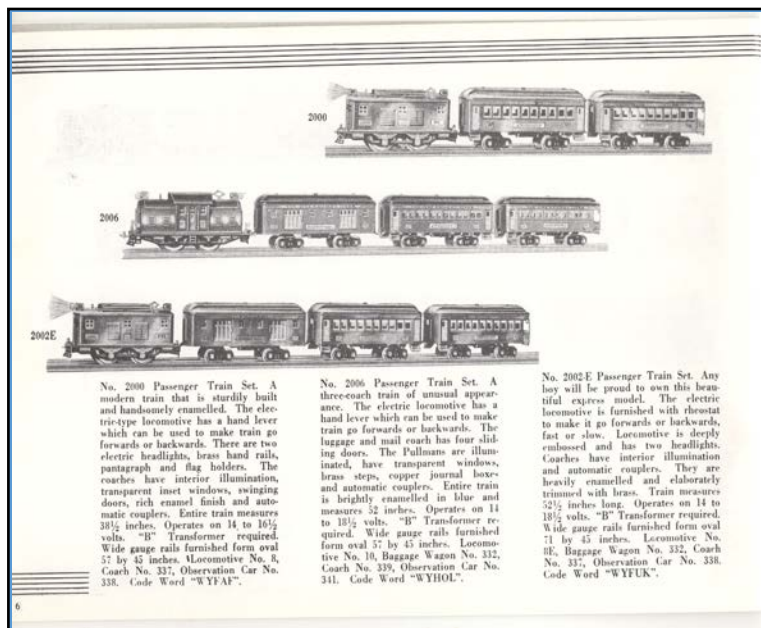 2000
2006
2002E
No. 2000 Passenger Train Set. A
modern train that is sturdily built
and handsomely enamelled. The elec-
tric-type locomotive has a hand lever
which can be used to make train go
forwards or backwards. There are two
electric headlights, brass hand rails,
pantagraph and flag holders. The
coaches have interior illumination,
transparent inset windows, swinging
doors, rich enamel finish and auto-
matic couplers. Entire train measures
38½ inches. Operates on 14 to 16½
volts. "B" Transformer required.
Wide gauge rails furnished form oval
57 by 45 inches. Locomotive No. 8,
Coach No. 337, Observation Car No.
338. Code Word "WYFAF".
No. 2006 Passenger Train Set. A
three-coach train of unusual appear-
ance. The electric locomotive has a
hand lever which can be used to make
train go forwards or backwards. The
luggage and mail coach has four slid-
ing doors. The Pullmans are illum-
inated, have transparent windows,
brass steps, copper journal boxes
and automatic couplers. Entire train
is brightly enamelled in blue and
measures 52 inches. Operates on 14
to 18½ volts. "B" Transformer re-
quired. Wide gauge rails furnished
form oval 57 by 45 inches. Locomo-
tive No. 10, Baggage Wagon No. 332,
Coach No. 339, Observation Car No.
341. Code Word "WYHOL".
No. 2002-E Passenger Train Set. Any
boy will be proud to own this beau-
tiful express model. The electric
locomotive is furnished with rheostat
to make it go forwards or backwards,
fast or slow. Locomotive is deeply
embossed and has two headlights.
Coaches have interior illumination
and automatic couplers. They are
heavily enamelled and elaborately
trimmed with brass. Train measures
52½ inches long. Operates on 14 to
18½ volts. "B" Transformer required.
Wide gauge rails furnished form oval
71 by 45 inches. Locomotive No.
8E, Baggage Wagon No. 332, Coach
No. 337, Observation Car No. 338.
Code Word "WYFUK".
6